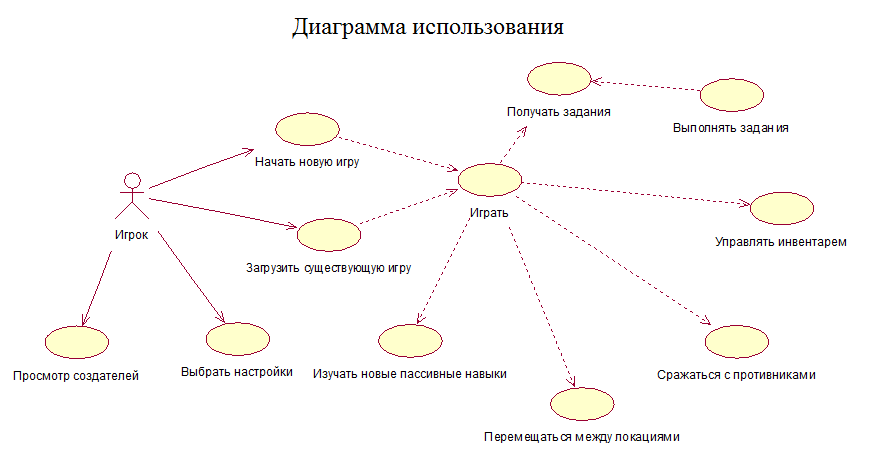 Диаграмма использования
Получать задания
Выполнять задания
Начать новую игру
Играть
Игрок
Управлять инвентарем
Загрузить существующую игру
Просмотр создателей
Выбрать настройки
Изучать новые пассивные навыки
Сражаться с противниками
Перемещаться между локациями